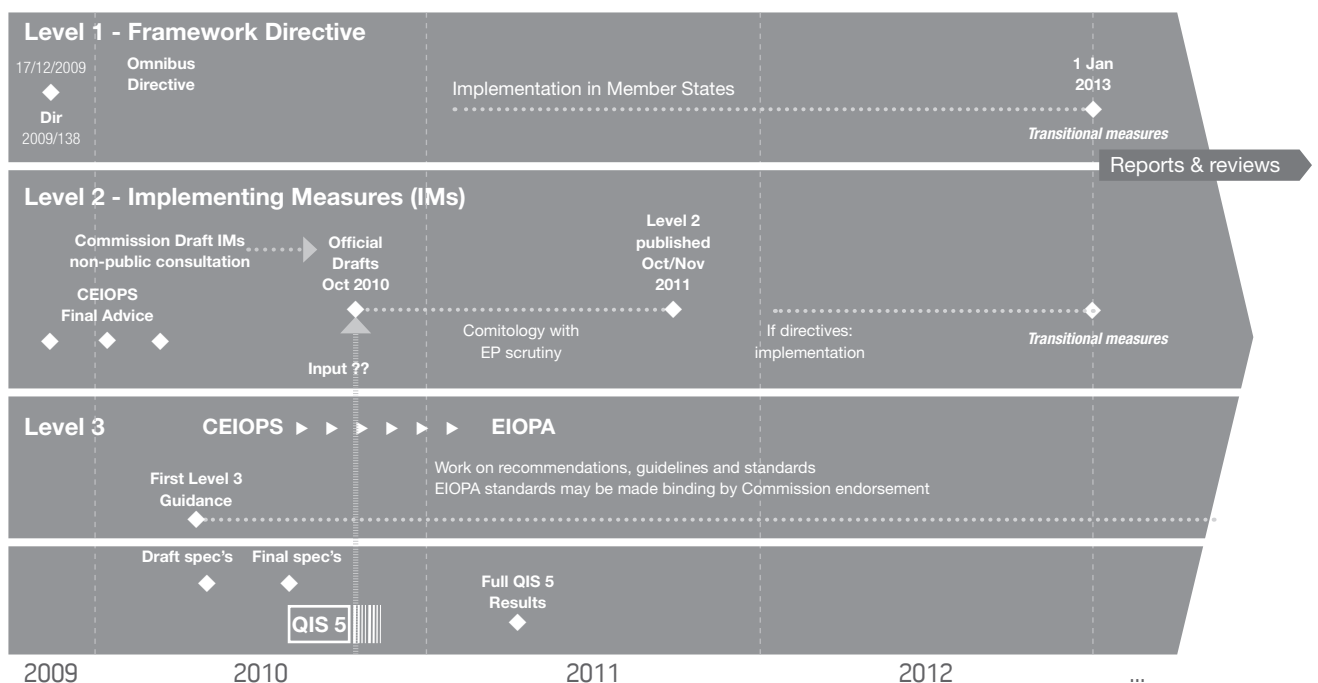 Level 1 - Framework Directive
17/12/2009
Dir
2009/138
Omnibus
Directive
Implementation in Member States
1 Jan
2013
Transitional measures
Reports & reviews
Level 2 - Implementing Measures (IMs)
Commission Draft IMs
non-public consultation
CEIOPS
Final Advice
Official
Drafts
Oct 2010
Input ??
Comitology with
EP scrutiny
Level 2
published
Oct/Nov
2011
If directives:
implementation
Transitional measures
Level 3
CEIOPS
EIOPA
First Level 3
Guidance
Work on recommendations, guidelines and standards
EIOPA standards may be made binding by Commission endorsement
Draft spec's
Final spec's
QIS 5
Full QIS 5
Results
2009
2010
2011
2012
...